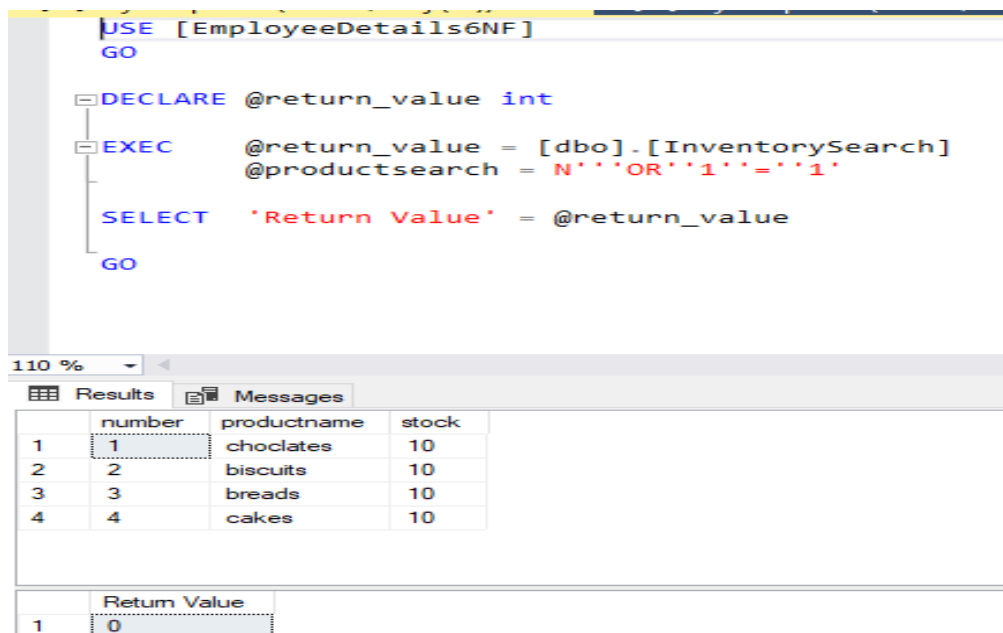 USE [EmployeeDetails6NF]
GO
DECLARE @return_value int
EXEC @return_value = [dbo].[InventorySearch]
@productsearch = N'''OR''1''=''1'
SELECT 'Return Value' = @return_value
GO
110 %
Results Messages
number productname stock
1 1 choclates 10
2 2 biscuits 10
3 3 breads 10
4 4 cakes 10
Return Value
1 0